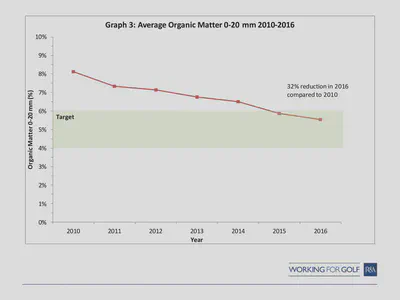 Graph 3: Average Organic Matter 0-20 mm 2010-2016
10%
9%
8%
7%
6%
5%
4%
3%
2%
1%
0%
Organic Matter 0-20 mm (%)
32% reduction in 2016
compared to 2010
Target
2010 2011 2012 2013 2014 2015 2016
Year
WORKING FOR GOLF R&A